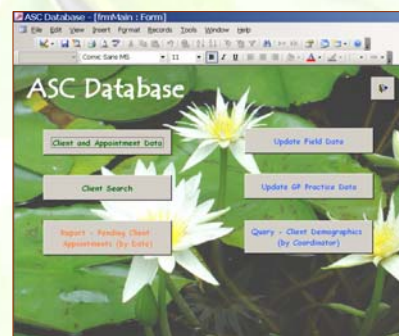 ASC Database - [frmMain : Form]
File Edit View Insert Format Records Tools Window Help
Comic Sans MS 11 B I U
ASC Database
Client and Appointment Data
Update Field Data
Client Search
Update GP Practice Data
Report - Pending Client
Appointments (by Date)
Query - Client Demographics
(by Coordinator)